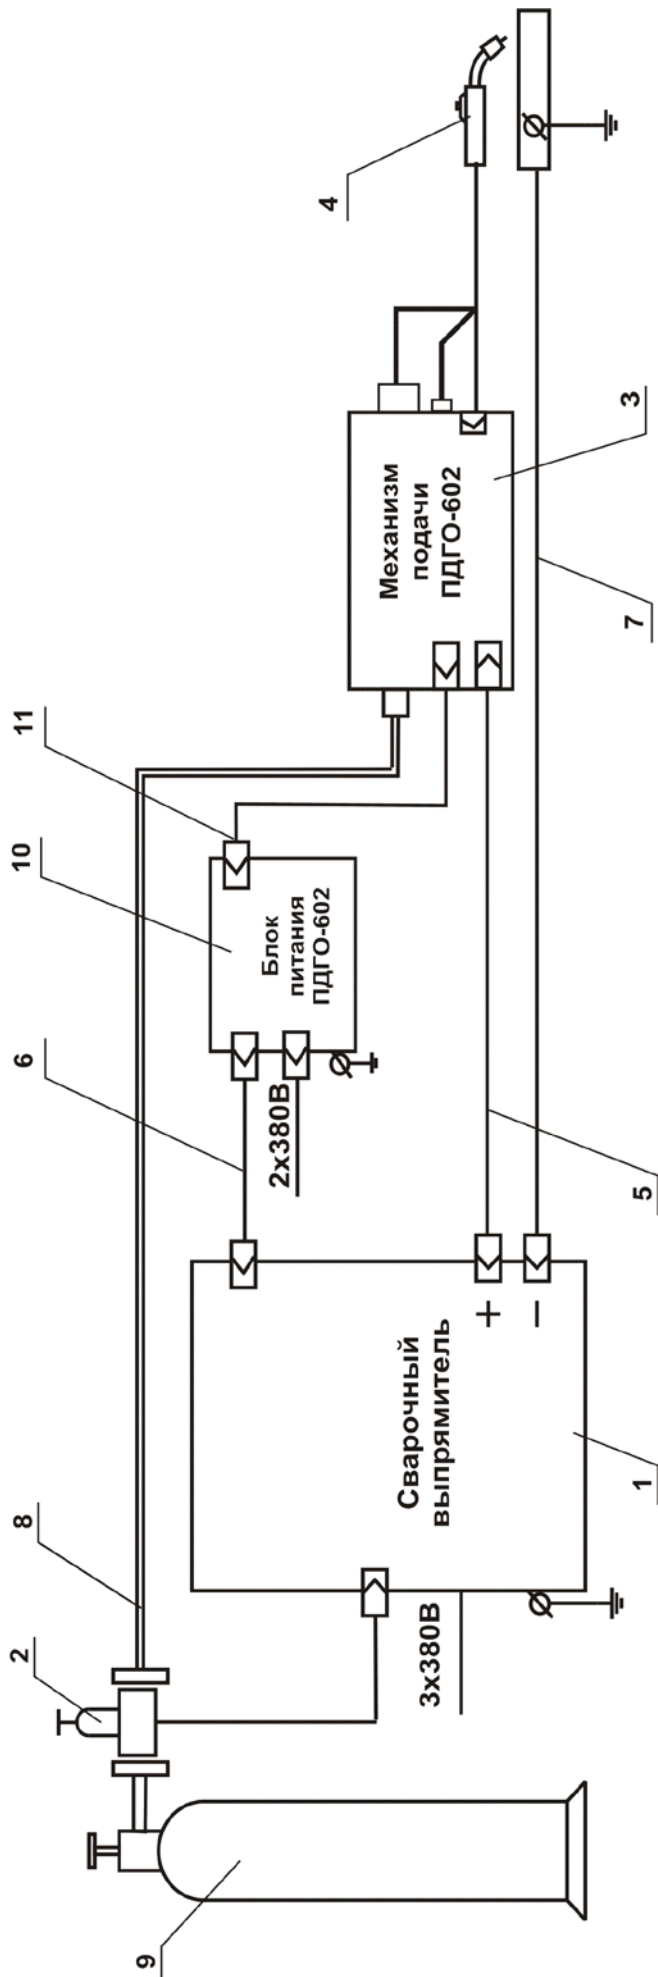 9
2
8
6
10
11
4
3х380В
Сварочный
выпрямитель
+
−
2х380В
Блок
питания
ПДГО-602
Механизм
подачи
ПДГО-602
1
5
7
3